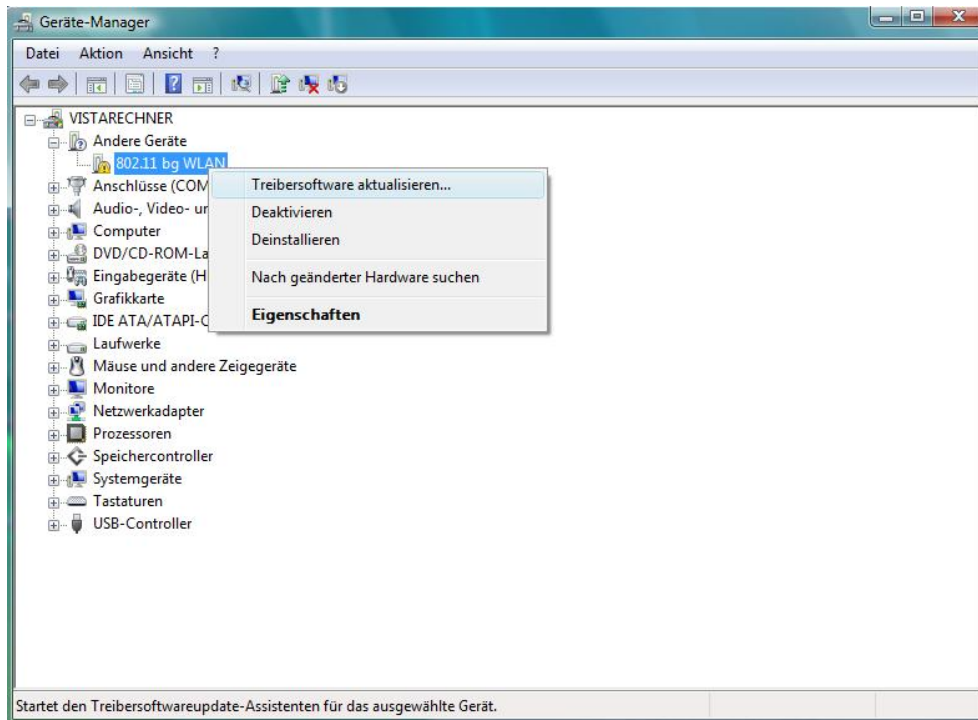 Geräte-Manager
Datei Aktion Ansicht ?
VISTARECHNER
Andere Geräte
802.11 bg WLAN
Anschlüsse (COM
Audio-, Video- ur
Computer
DVD/CD-ROM-La
Eingabegeräte (H
Grafikkarte
IDE ATA/ATAPI-C
Laufwerke
Mäuse und andere Zeigegeräte
Monitore
Netzwerkadapter
Prozessoren
Speichercontroller
Systemgeräte
Tastaturen
USB-Controller
Treibersoftware aktualisieren...
Deaktivieren
Deinstallieren
Nach geänderter Hardware suchen
Eigenschaften
Startet den Treibersoftwareupdate-Assistenten für das ausgewählte Gerät.